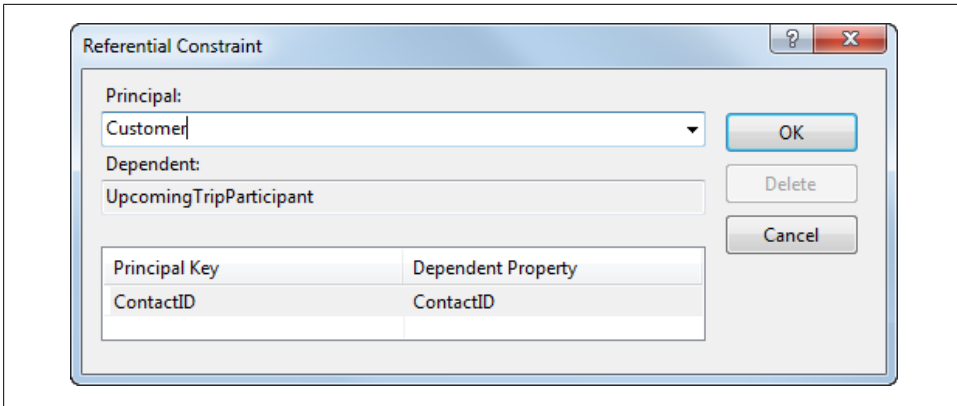 Referential Constraint
Principal:
Customer
OK
Dependent:
UpcomingTripParticipant
Delete
Cancel
Principal Key Dependent Property
ContactID ContactID